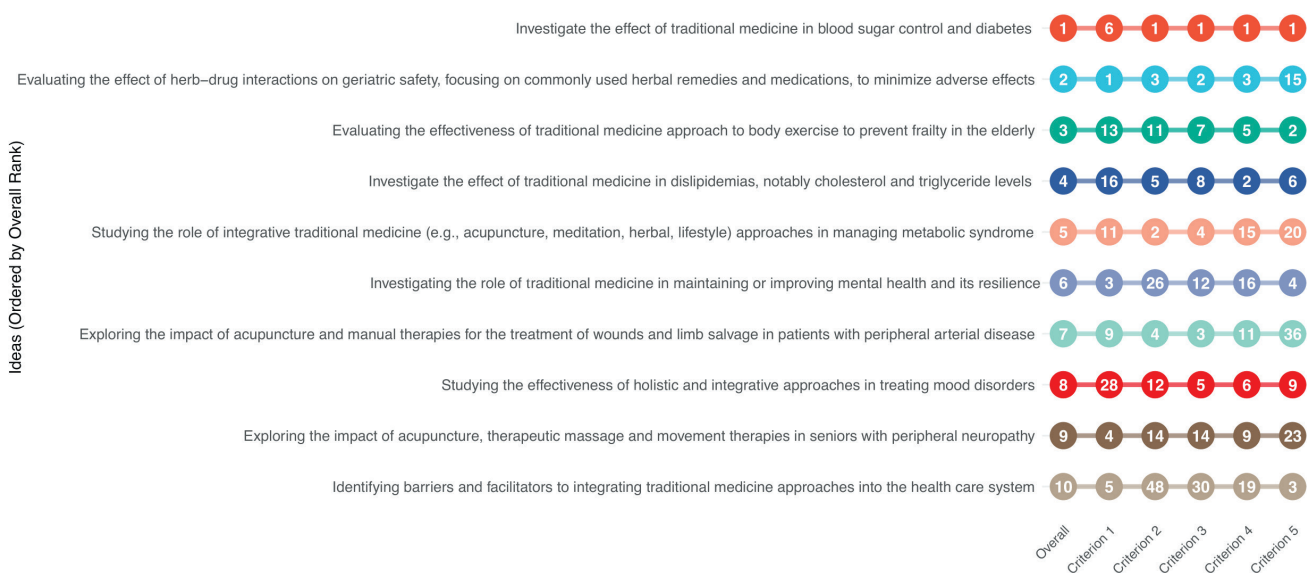 Ideas (Ordered by Overall Rank)
Investigate the effect of traditional medicine in blood sugar control and diabetes 1 6 1 1 1 1
Evaluating the effect of herb–drug interactions on geriatric safety, focusing on commonly used herbal remedies and medications, to minimize adverse effects 2 1 3 2 3 15
Evaluating the effectiveness of traditional medicine approach to body exercise to prevent frailty in the elderly 3 13 11 7 5 2
Investigate the effect of traditional medicine in dislipidemias, notably cholesterol and triglyceride levels 4 16 5 8 2 6
Studying the role of integrative traditional medicine (e.g., acupuncture, meditation, herbal, lifestyle) approaches in managing metabolic syndrome 5 11 2 4 15 20
Investigating the role of traditional medicine in maintaining or improving mental health and its resilience 6 3 26 12 16 4
Exploring the impact of acupuncture and manual therapies for the treatment of wounds and limb salvage in patients with peripheral arterial disease 7 9 4 3 11 36
Studying the effectiveness of holistic and integrative approaches in treating mood disorders 8 28 12 5 6 9
Exploring the impact of acupuncture, therapeutic massage and movement therapies in seniors with peripheral neuropathy 9 4 14 14 9 23
Identifying barriers and facilitators to integrating traditional medicine approaches into the health care system 10 5 48 30 19 3
Overall Criterion 1 Criterion 2 Criterion 3 Criterion 4 Criterion 5